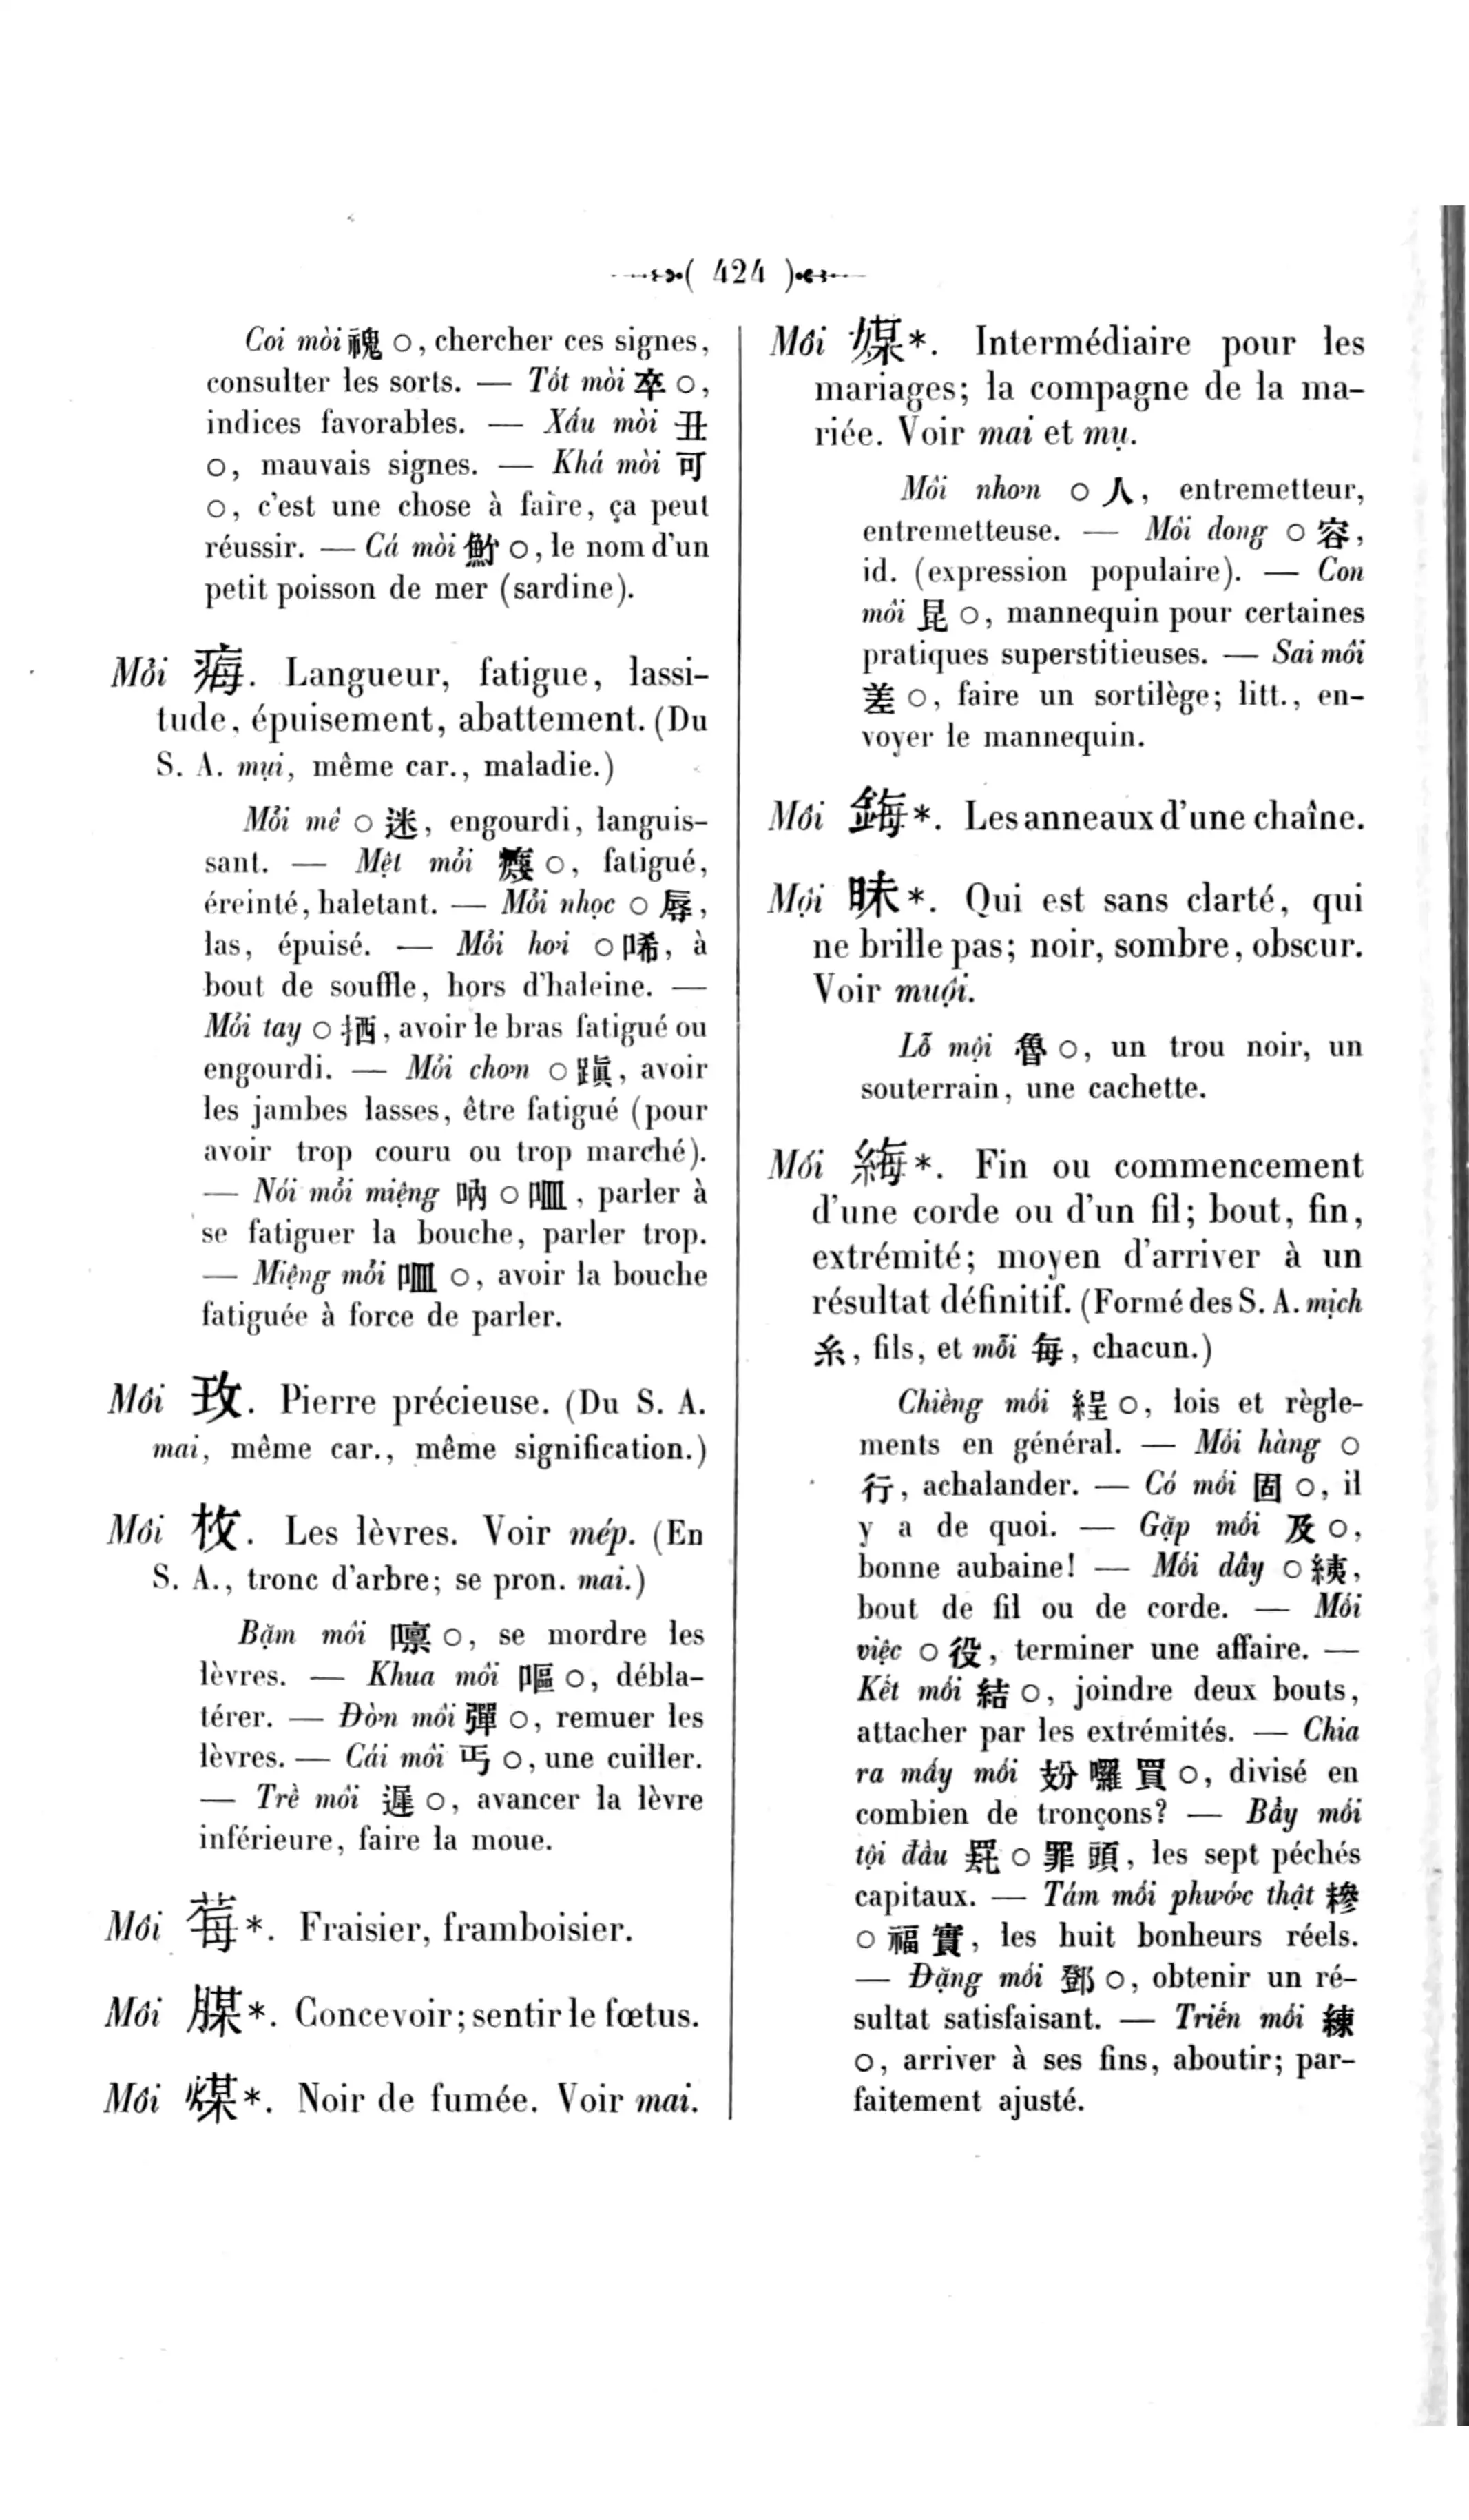 ( 424 )
Coi mòi 䰟 ○, chercher ces signes,
consulter les sorts. — Tốt mòi 卒 ○,
indices favorables. — Xấu mòi 丑
○, mauvais signes. — Khá mòi 可
○, c'est une chose à faire, ça peut
réussir. — Cá mòi ○, le nom d'un
petit poisson de mer (sardine).
Mỏi 痗. Langueur, fatigue, lassi-
tude, épuisement, abattement. (Du
S. A. mụi, même car., maladie.)
Mỏi mê ○ 迷, engourdi, languis-
sant. — Mệt mỏi ○, fatigué,
éreinté, haletant. — Mỏi nhọc ○ 辱,
las, épuisé. — Mỏi hơi ○ 唏, à
bout de souffle, hors d'haleine. —
Mỏi tay ○ 拪, avoir le bras fatigué ou
engourdi. — Mỏi chơn ○ 蹎, avoir
les jambes lasses, être fatigué (pour
avoir trop couru ou trop marché).
— Nói mỏi miệng 吶 ○ 𠰘, parler à
se fatiguer la bouche, parler trop.
— Miệng mỏi ○, avoir la bouche
fatiguée à force de parler.
Môi 玫. Pierre précieuse. (Du S. A.
mai, même car., même signification.)
Môi 枚. Les lèvres. Voir mép. (En
S. A., tronc d'arbre; se pron. mai.)
Bặm môi 噤 ○, se mordre les
lèvres. — Khua môi 嘔 ○, débla-
térer. — Đờn môi 彈 ○, remuer les
lèvres. — Cái môi 丐 ○, une cuiller.
— Trề môi 遲 ○, avancer la lèvre
inférieure, faire la moue.
Môi 莓*. Fraisier, framboisier.
Môi 腜*. Concevoir; sentir le fœtus.
Môi 煤*. Noir de fumée. Voir mai.
Môi 媒*. Intermédiaire pour les
mariages; la compagne de la ma-
riée. Voir mai et mụ.
Môi nhơn ○ 人, entremetteur,
entremetteuse. — Môi dong ○ 容,
id. (expression populaire). — Con
môi 昆 ○, mannequin pour certaines
pratiques superstitieuses. — Sai môi
差 ○, faire un sortilège; litt., en-
voyer le mannequin.
Môi 鋂*. Les anneaux d'une chaîne.
Mội 昧*. Qui est sans clarté, qui
ne brille pas; noir, sombre, obscur.
Voir muội.
Lỗ mội 魯 ○, un trou noir, un
souterrain, une cachette.
Mối 䋦*. Fin ou commencement
d'une corde ou d'un fil; bout, fin,
extrémité; moyen d'arriver à un
résultat définitif. (Formé des S. A. mịch
糸, fils, et mỗi 每, chacun.)
Chiềng mối 絽 ○, lois et règle-
ments en général. — Mối hàng ○
行, achalander. — Có mối 固 ○, il
y a de quoi. — Gặp mối 及 ○,
bonne aubaine! — Mối dây ○ 𦀊,
bout de fil ou de corde. — Mối
việc ○ 役, terminer une affaire. —
Kết mối 結 ○, joindre deux bouts,
attacher par les extrémités. — Chia
ra mấy mối 囉 買 ○, divisé en
combien de tronçons? — Bảy mối
tội đầu ○ 罪 頭, les sept péchés
capitaux. — Tám mối phước thật 糝
○ 福 實, les huit bonheurs réels.
— Đặng mối 鄧 ○, obtenir un ré-
sultat satisfaisant. — Triển mối 練
○, arriver à ses fins, aboutir; par-
faitement ajusté.